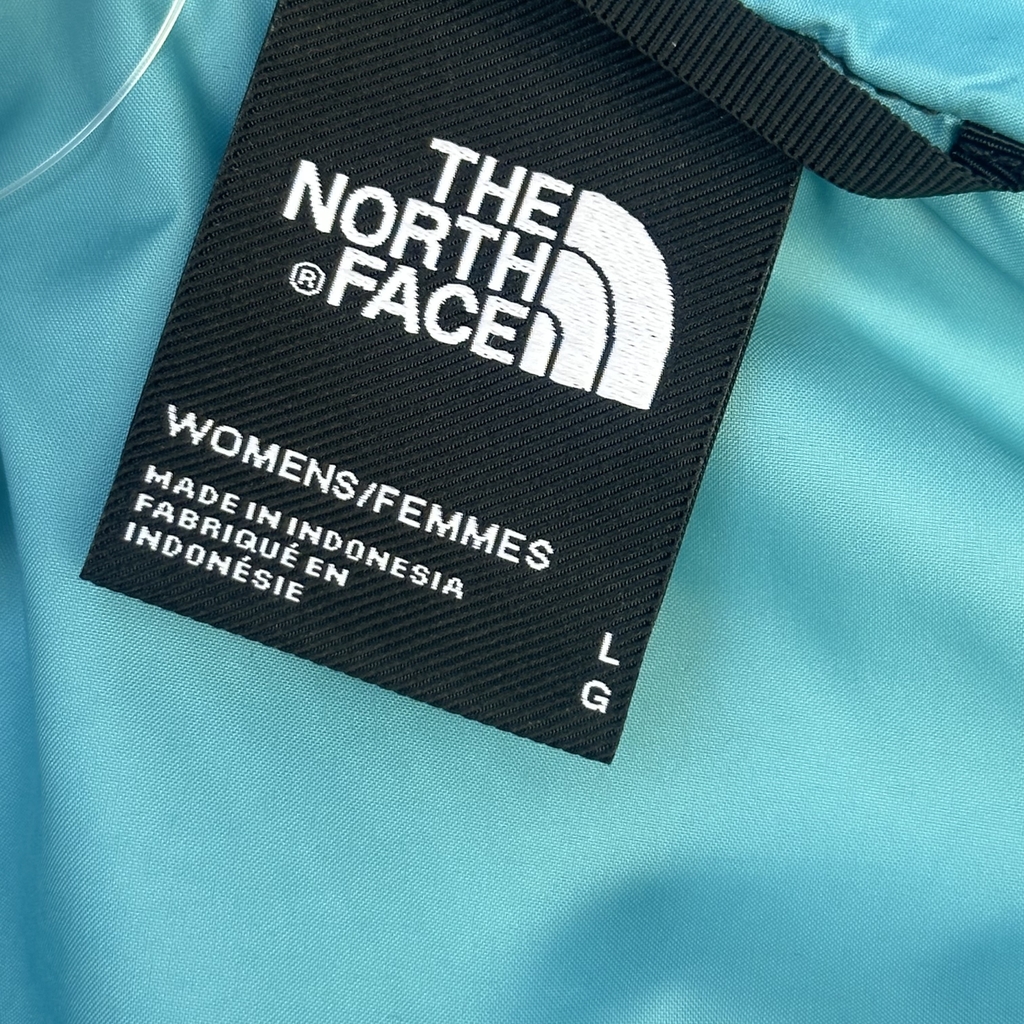 THE
NORTH
®FACE
WOMENS/FEMMES
MADE IN INDONESIA
FABRIQUÉ EN
INDONÉSIE
L
G